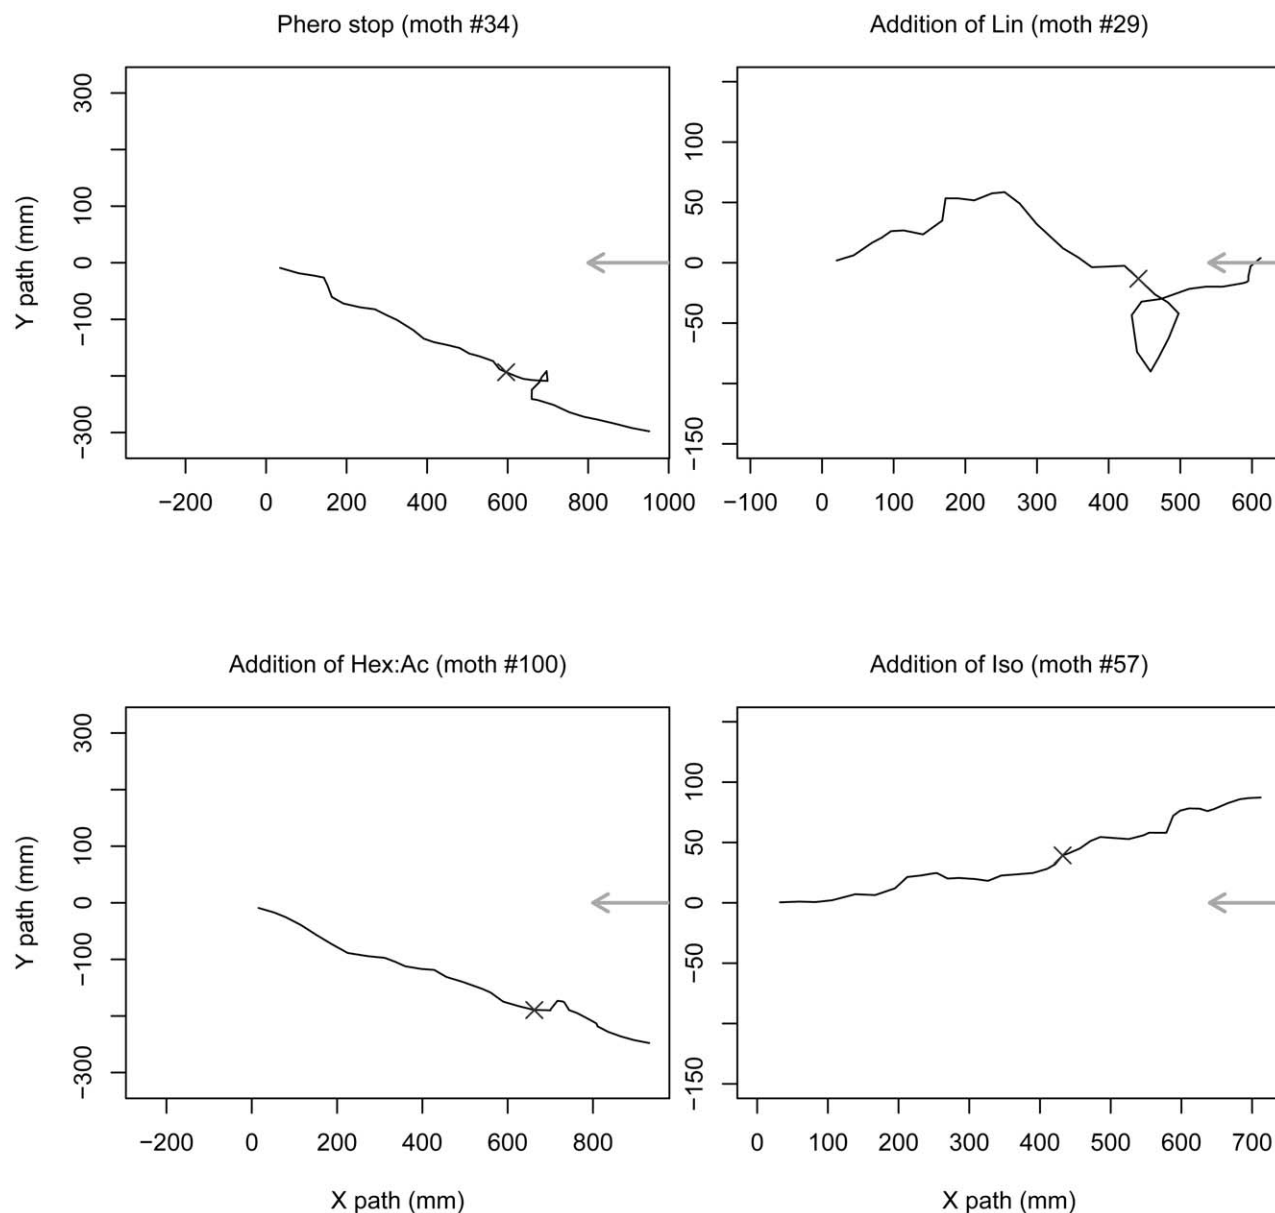 Phero stop (moth #34)
Addition of Lin (moth #29)
Y path (mm)
300
100
0
−100
−300
−200 0 200 400 600 800 1000
100
50
0
−50
−150
−100 0 100 200 300 400 500 600
Addition of Hex:Ac (moth #100)
Addition of Iso (moth #57)
Y path (mm)
300
100
0
−100
−300
−200 0 200 400 600 800
X path (mm)
100
50
0
−50
−150
0 100 200 300 400 500 600 700
X path (mm)